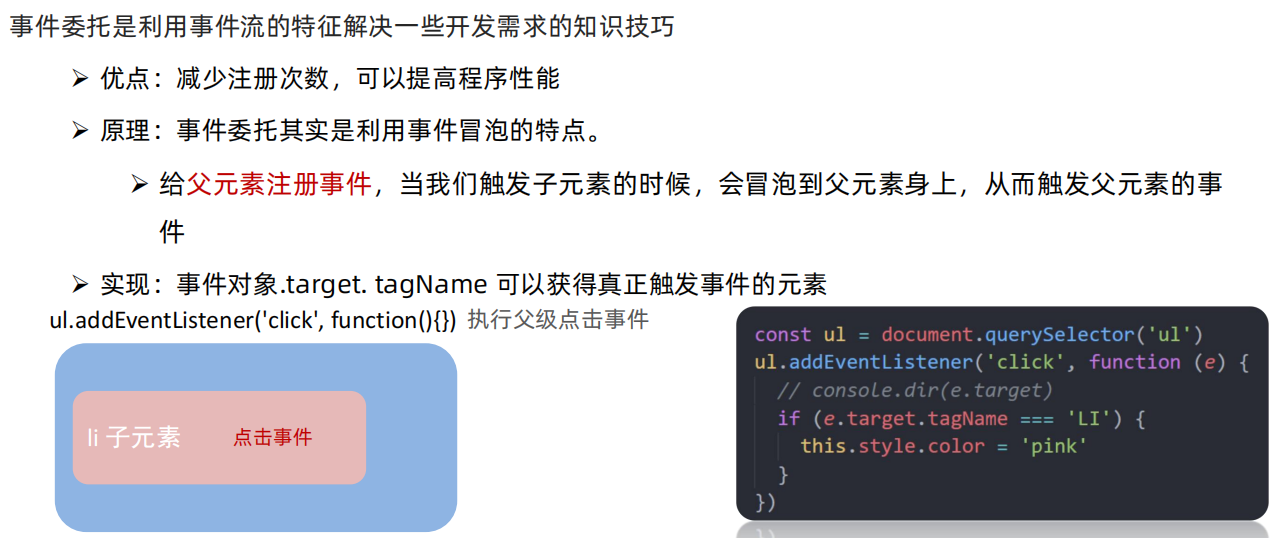 事件委托是利用事件流的特征解决一些开发需求的知识技巧
➢ 优点：减少注册次数，可以提高程序性能
➢ 原理：事件委托其实是利用事件冒泡的特点。
➢ 给父元素注册事件，当我们触发子元素的时候，会冒泡到父元素身上，从而触发父元素的事
件
➢ 实现：事件对象.target. tagName 可以获得真正触发事件的元素
ul.addEventListener('click', function(){}) 执行父级点击事件
li 子元素 点击事件
const ul = document.querySelector('ul')
ul.addEventListener('click', function (e) {
// console.dir(e.target)
if (e.target.tagName === 'LI') {
this.style.color = 'pink'
}
})